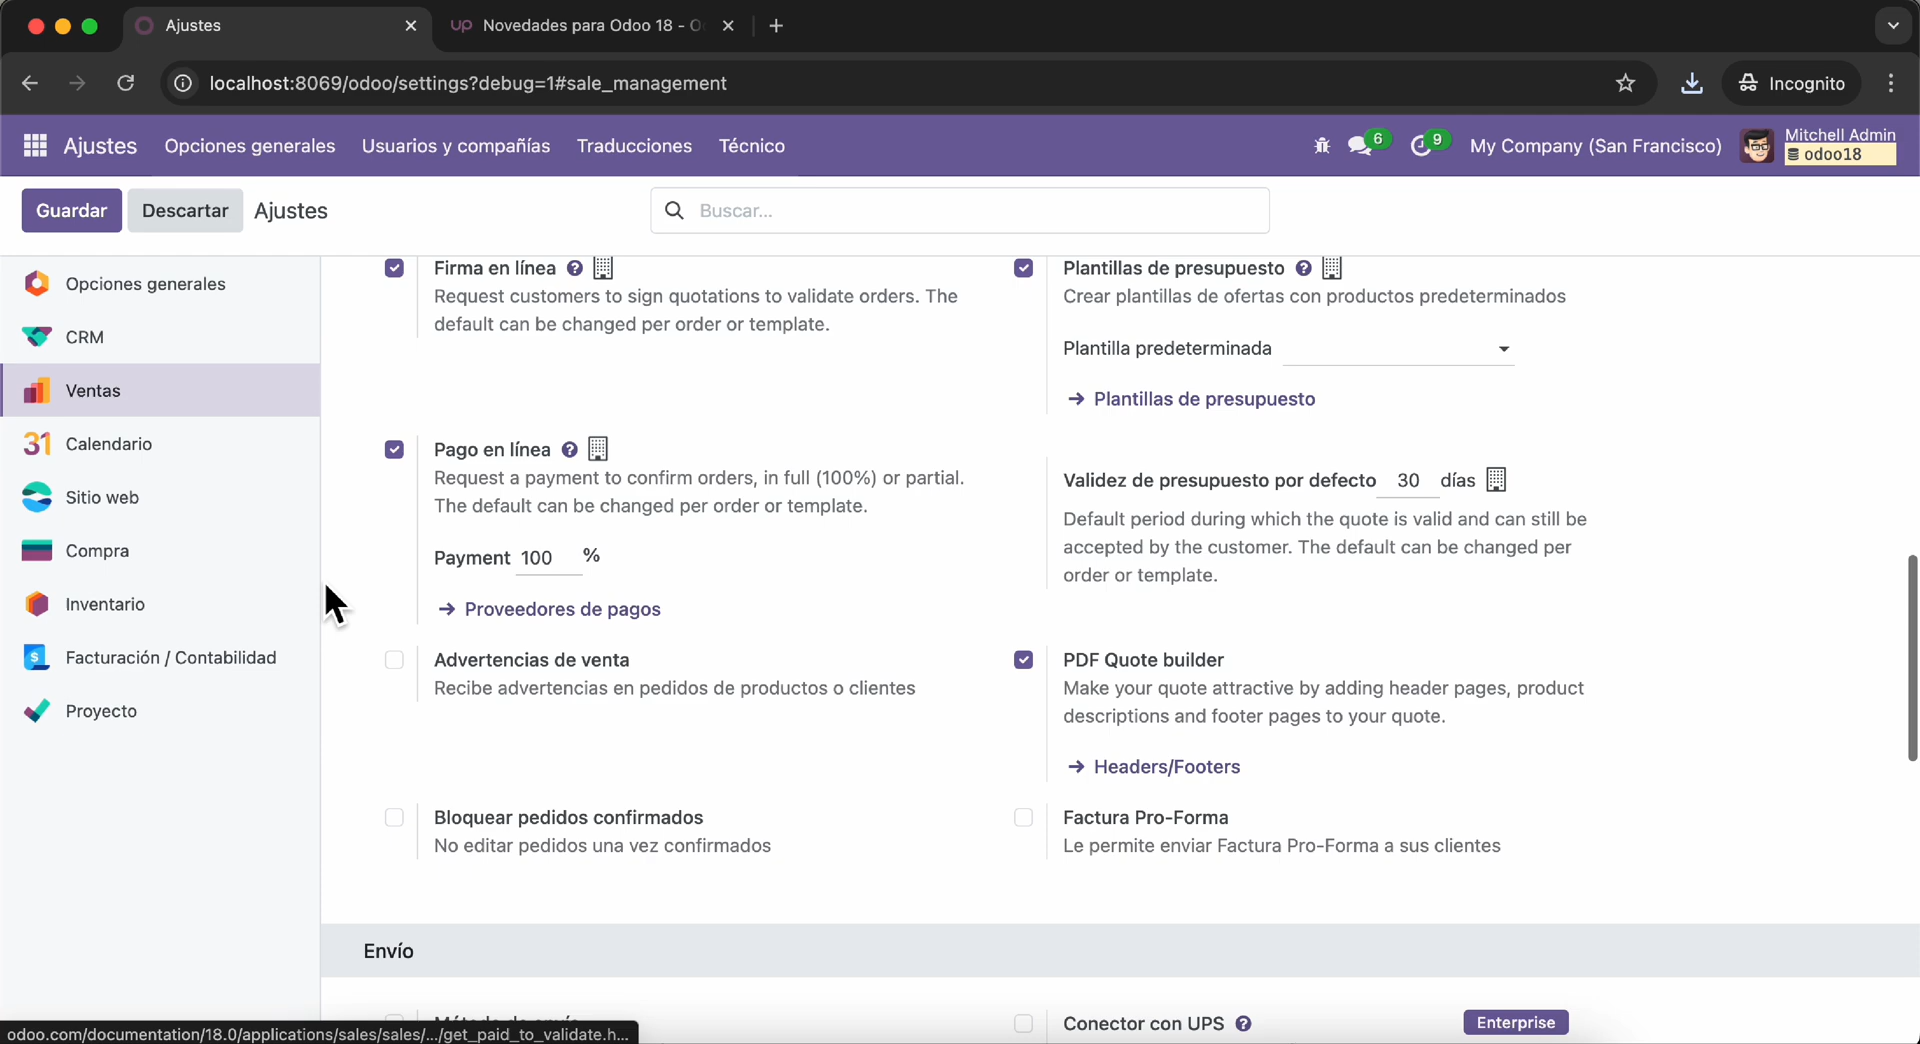 Ajustes
Novedades para Odoo 18 - O
localhost:8069/odoo/settings?debug=1#sale_management
Incognito
Ajustes
Opciones generales
Usuarios y compañías
Traducciones
Técnico
6
9
My Company (San Francisco)
Mitchell Admin
odoo18
Guardar
Descartar
Ajustes
Buscar...
Opciones generales
CRM
Ventas
31 Calendario
Sitio web
Compra
Inventario
Facturación / Contabilidad
Proyecto
Firma en línea
Request customers to sign quotations to validate orders. The
default can be changed per order or template.
Plantillas de presupuesto
Crear plantillas de ofertas con productos predeterminados
Plantilla predeterminada
Plantillas de presupuesto
Pago en línea
Request a payment to confirm orders, in full (100%) or partial.
The default can be changed per order or template.
Payment 100 %
Proveedores de pagos
Validez de presupuesto por defecto 30 días
Default period during which the quote is valid and can still be
accepted by the customer. The default can be changed per
order or template.
Advertencias de venta
Recibe advertencias en pedidos de productos o clientes
PDF Quote builder
Make your quote attractive by adding header pages, product
descriptions and footer pages to your quote.
Headers/Footers
Bloquear pedidos confirmados
No editar pedidos una vez confirmados
Factura Pro-Forma
Le permite enviar Factura Pro-Forma a sus clientes
Envío
Conector con UPS
Enterprise
odoo.com/documentation/18.0/applications/sales/sales/.../get_paid_to_validate.h...